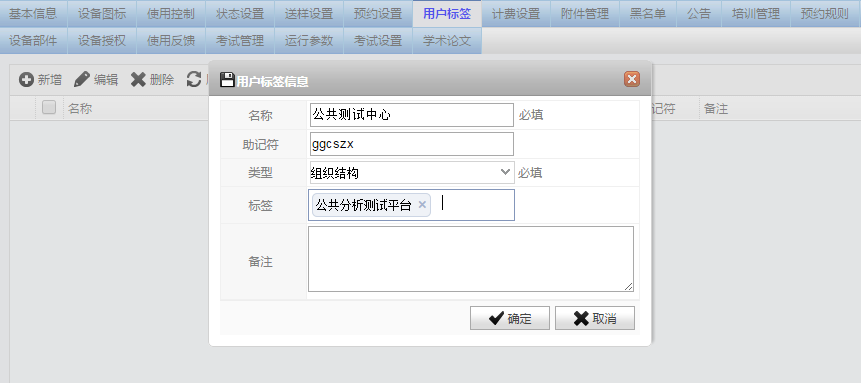 基本信息 设备图标 使用控制 状态设置 送样设置 预约设置 用户标签 计费设置 附件管理 黑名单 公告 培训管理 预约规则
设备部件 设备授权 使用反馈 考试管理 运行参数 考试设置 学术论文
新增 编辑 删除
用户标签信息
名称 记符 备注
名称 公共测试中心 必填
助记符 ggcszx
类型 组织结构 必填
标签 公共分析测试平台 ×
备注
确定 取消